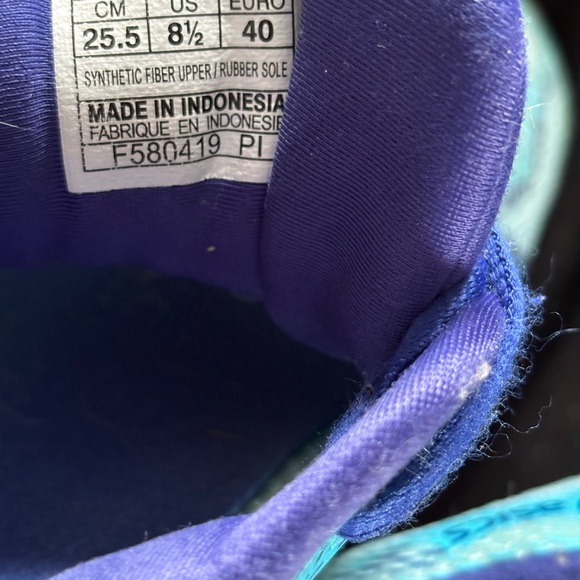 CM US EURO
25.5 8½ 40
SYNTHETIC FIBER UPPER / RUBBER SOLE
MADE IN INDONESIA
FABRIQUE EN INDONESIE
F580419 PI